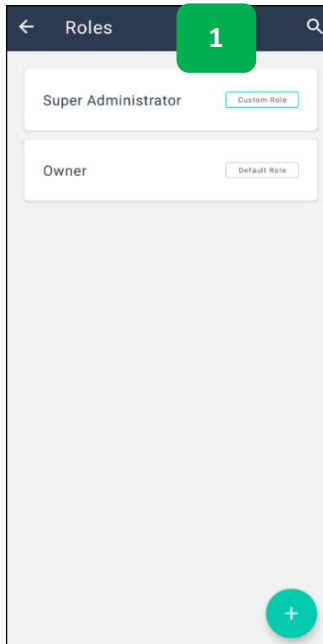 Roles
1
Super Administrator
Custom Role
Owner
Default Role
+